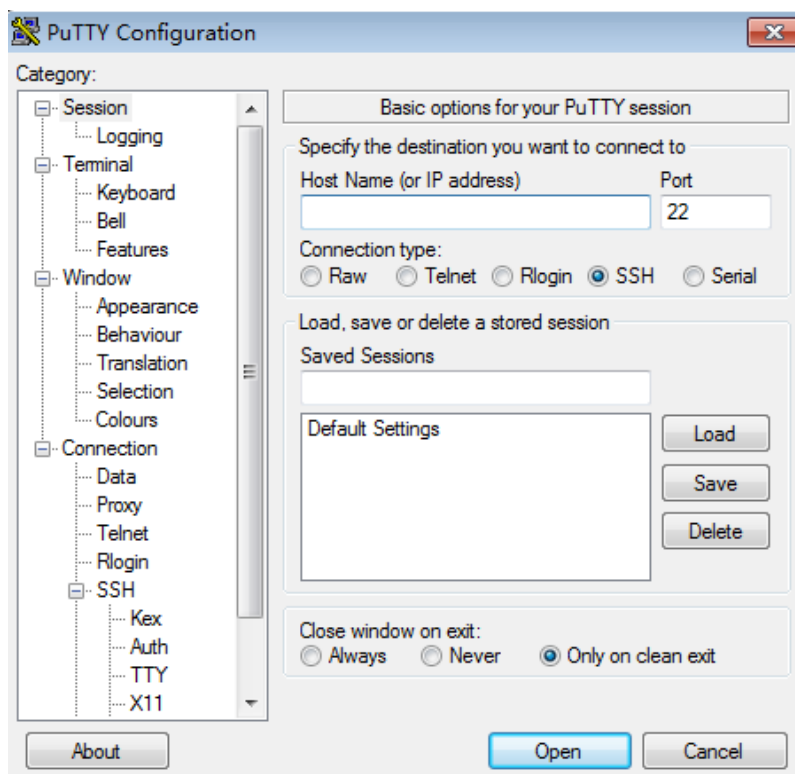 PuTTY Configuration
Category:
Session
Logging
Terminal
Keyboard
Bell
Features
Window
Appearance
Behaviour
Translation
Selection
Colours
Connection
Data
Proxy
Telnet
Rlogin
SSH
Kex
Auth
TTY
X11
Basic options for your PuTTY session
Specify the destination you want to connect to
Host Name (or IP address) Port
22
Connection type:
Raw Telnet Rlogin SSH Serial
Load, save or delete a stored session
Saved Sessions
Default Settings
Load
Save
Delete
Close window on exit:
Always Never Only on clean exit
About Open Cancel